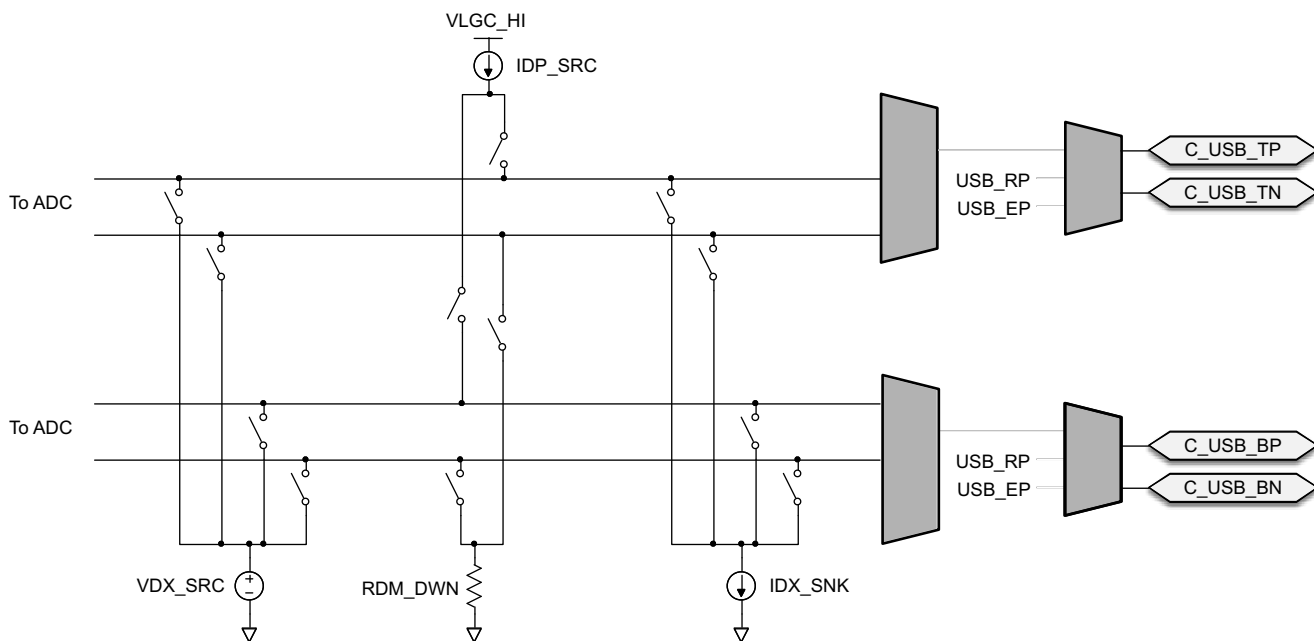 VLGC_HI
IDP_SRC
C_USB_TP
USB_RP
C_USB_TN
To ADC
USB_EP
To ADC
C_USB_BP
USB_RP
C_USB_BN
USB_EP
VDX_SRC
+
−
RDM_DWN
IDX_SNK